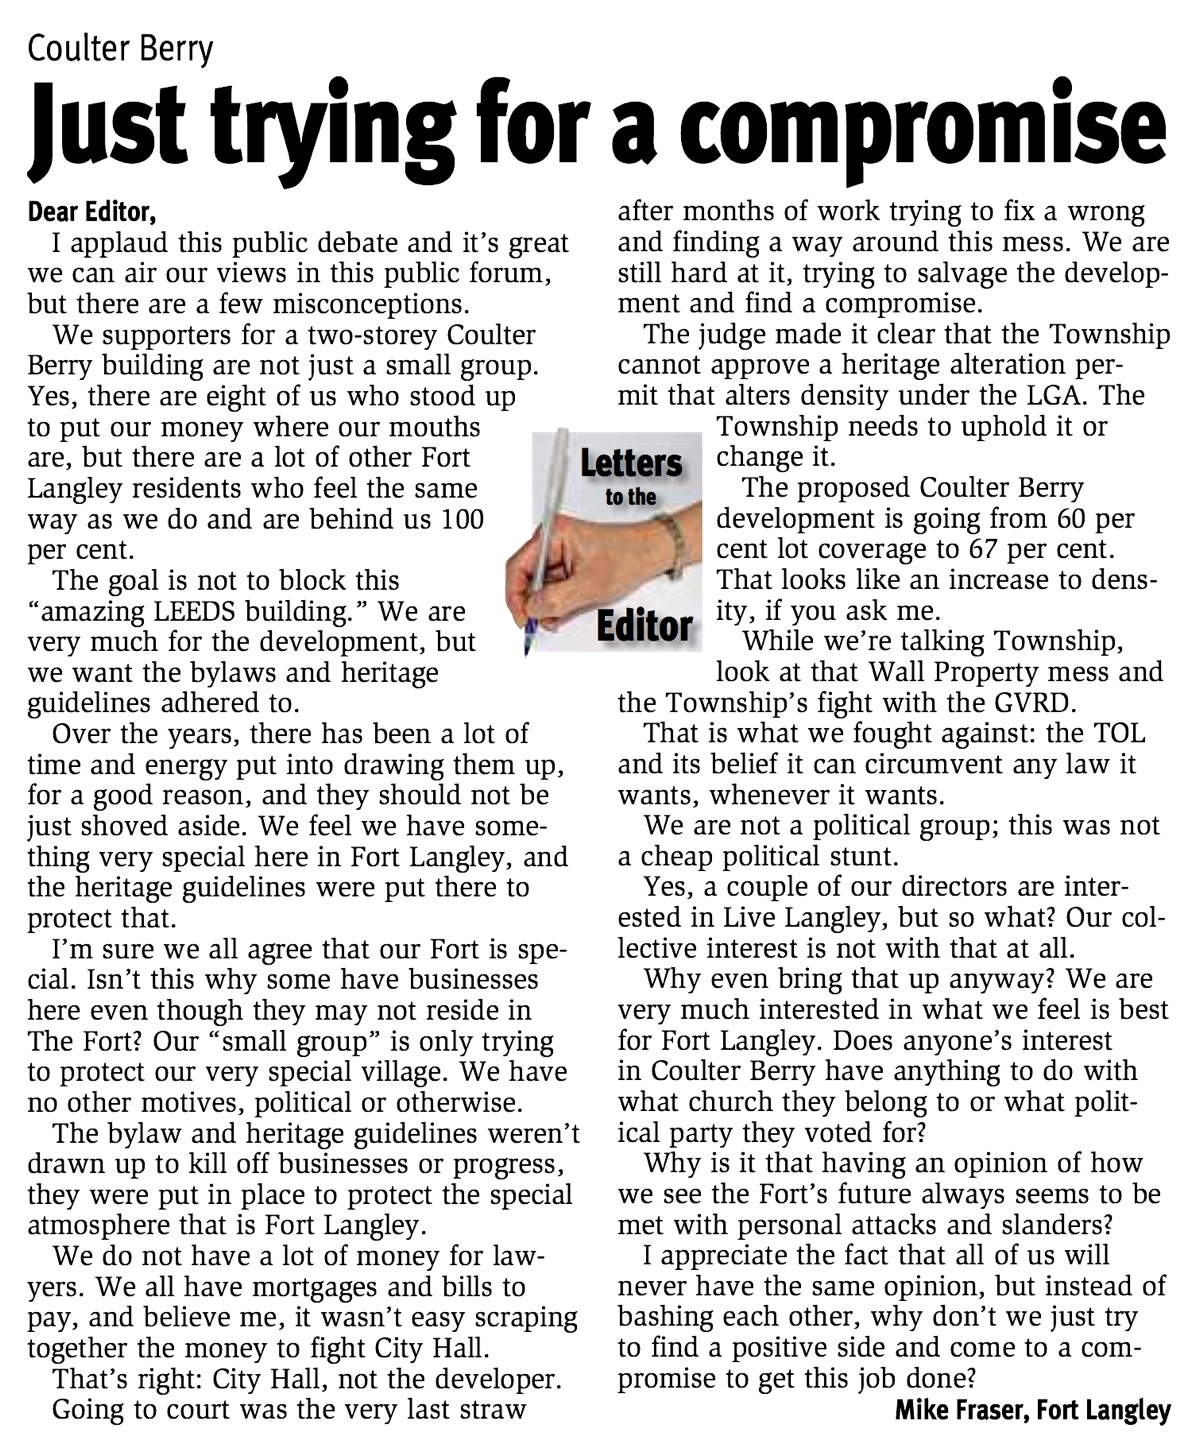 Coulter Berry
Just trying for a compromise
Dear Editor,
I applaud this public debate and it's great
we can air our views in this public forum,
but there are a few misconceptions.
We supporters for a two-storey Coulter
Berry building are not just a small group.
Yes, there are eight of us who stood up
to put our money where our mouths
are, but there are a lot of other Fort
Langley residents who feel the same
way as we do and are behind us 100
per cent.
The goal is not to block this
“amazing LEEDS building.” We are
very much for the development, but
we want the bylaws and heritage
guidelines adhered to.
Over the years, there has been a lot of
time and energy put into drawing them up,
for a good reason, and they should not be
just shoved aside. We feel we have some-
thing very special here in Fort Langley, and
the heritage guidelines were put there to
protect that.
I'm sure we all agree that our Fort is spe-
cial. Isn't this why some have businesses
here even though they may not reside in
The Fort? Our “small group” is only trying
to protect our very special village. We have
no other motives, political or otherwise.
The bylaw and heritage guidelines weren't
drawn up to kill off businesses or progress,
they were put in place to protect the special
atmosphere that is Fort Langley.
We do not have a lot of money for law-
yers. We all have mortgages and bills to
pay, and believe me, it wasn't easy scraping
together the money to fight City Hall.
That's right: City Hall, not the developer.
Going to court was the very last straw
after months of work trying to fix a wrong
and finding a way around this mess. We are
still hard at it, trying to salvage the develop-
ment and find a compromise.
The judge made it clear that the Township
cannot approve a heritage alteration per-
mit that alters density under the LGA. The
Township needs to uphold it or
change it.
The proposed Coulter Berry
development is going from 60 per
cent lot coverage to 67 per cent.
That looks like an increase to dens-
ity, if you ask me.
While we're talking Township,
look at that Wall Property mess and
the Township's fight with the GVRD.
That is what we fought against: the TOL
and its belief it can circumvent any law it
wants, whenever it wants.
We are not a political group; this was not
a cheap political stunt.
Yes, a couple of our directors are inter-
ested in Live Langley, but so what? Our col-
lective interest is not with that at all.
Why even bring that up anyway? We are
very much interested in what we feel is best
for Fort Langley. Does anyone's interest
in Coulter Berry have anything to do with
what church they belong to or what polit-
ical party they voted for?
Why is it that having an opinion of how
we see the Fort's future always seems to be
met with personal attacks and slanders?
I appreciate the fact that all of us will
never have the same opinion, but instead of
bashing each other, why don't we just try
to find a positive side and come to a com-
promise to get this job done?
Mike Fraser, Fort Langley
Letters
to the
Editor